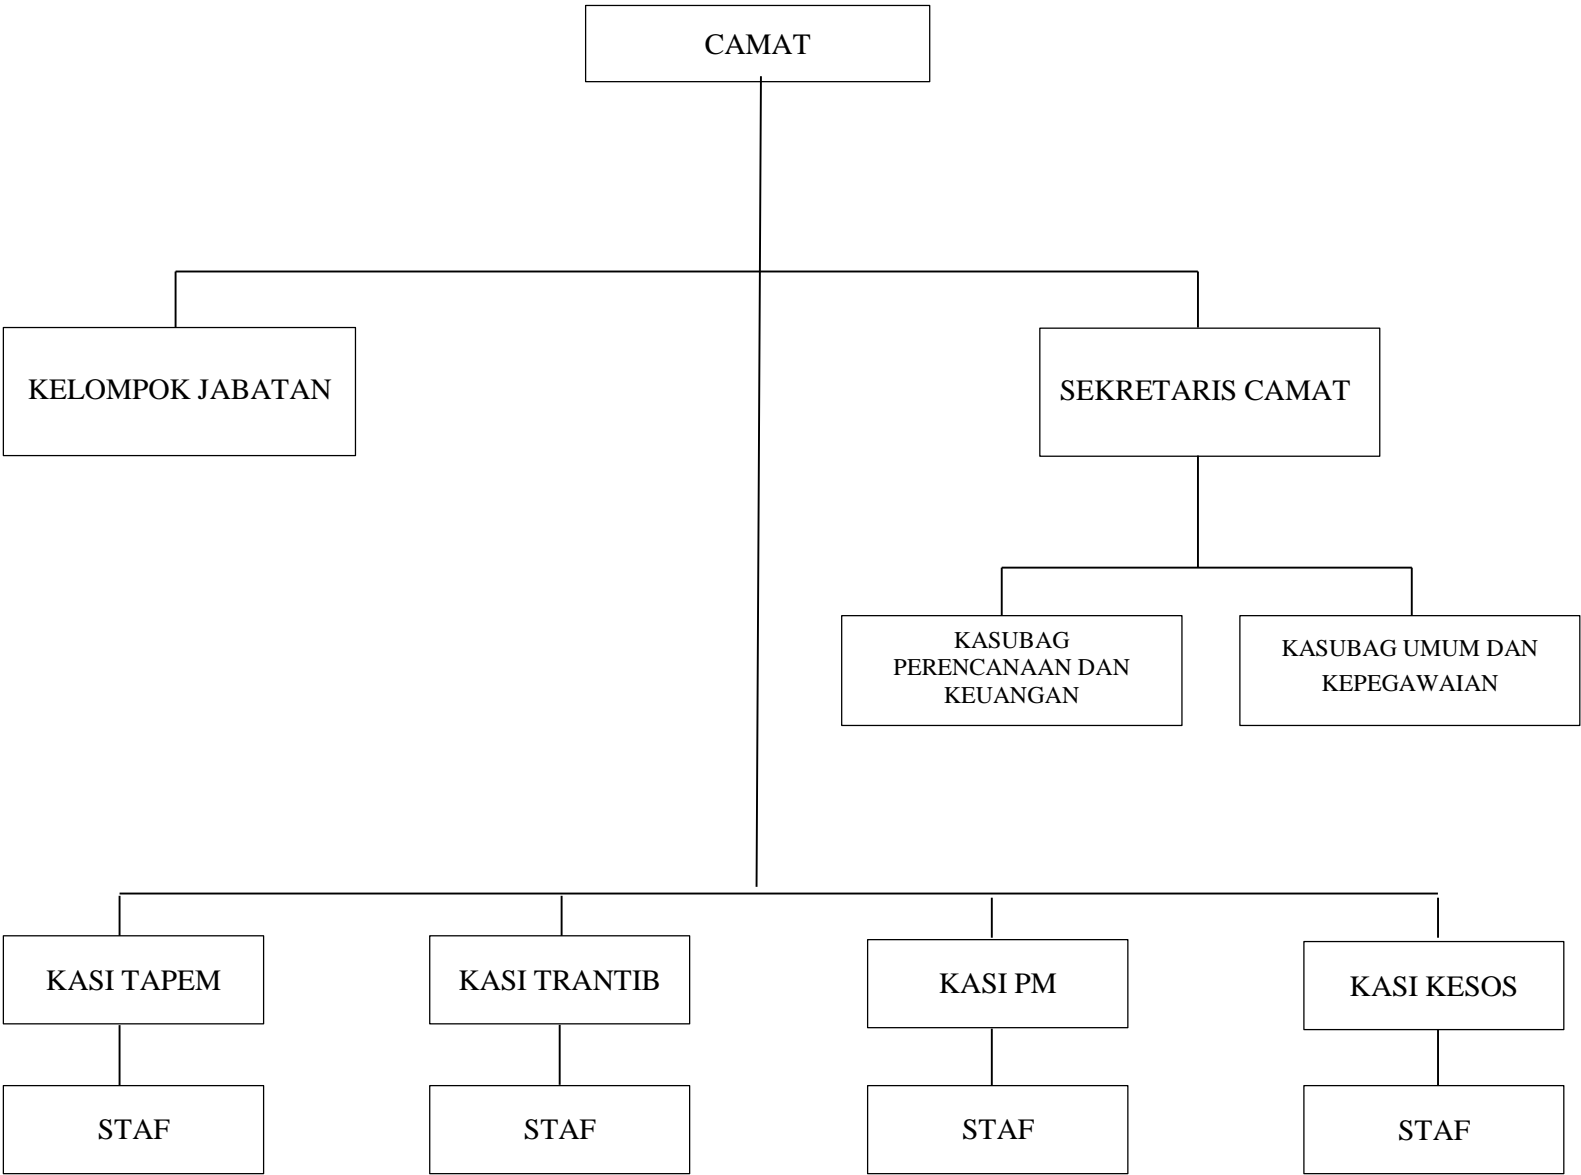 CAMAT
KELOMPOK JABATAN
SEKRETARIS CAMAT
KASUBAG
PERENCANAAN DAN
KEUANGAN
KASUBAG UMUM DAN
KEPEGAWAIAN
KASI TAPEM
KASI TRANTIB
KASI PM
KASI KESOS
STAF
STAF
STAF
STAF